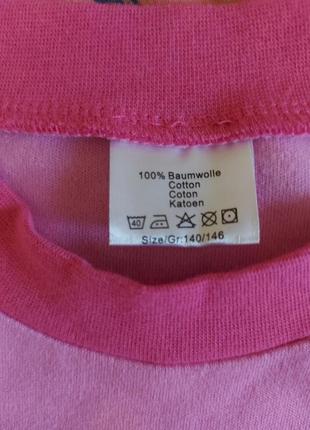 100% Baumwolle
Cotton
Coton
Katoen
40
Size/Gr:140/146